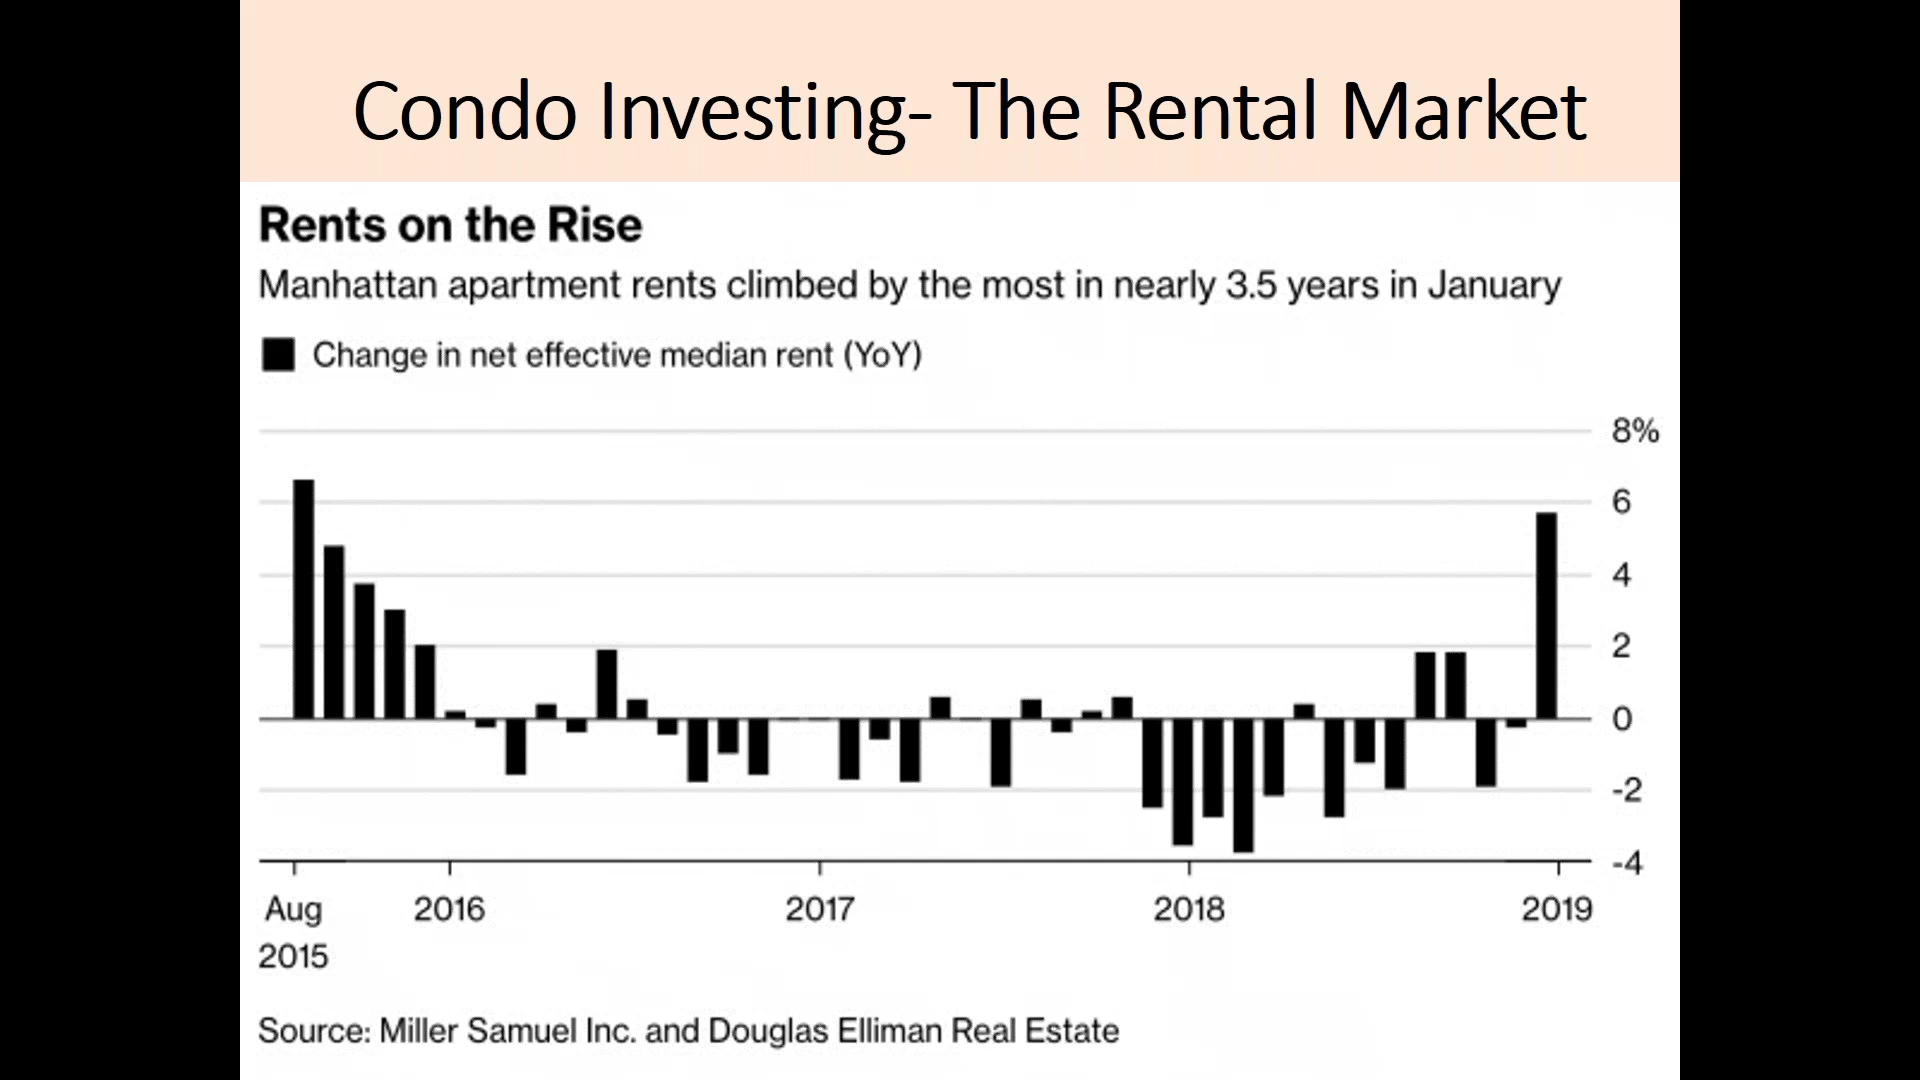 Condo Investing- The Rental Market
Rents on the Rise
Manhattan apartment rents climbed by the most in nearly 3.5 years in January
Change in net effective median rent (YoY)
8%
6
4
2
0
-2
-4
Aug 2016 2017 2018 2019
2015
Source: Miller Samuel Inc. and Douglas Elliman Real Estate